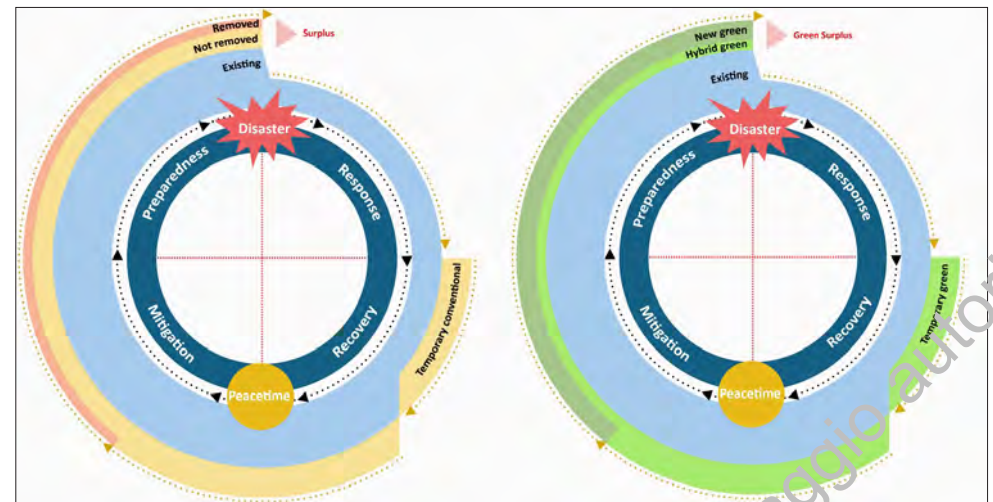 Removed
Not removed
Existing
Surplus
Disaster
Preparedness
Response
Mitigation
Recovery
Peacetime
Temporary conventional
New green
Hybrid green
Existing
Green Surplus
Disaster
Preparedness
Response
Mitigation
Recovery
Peacetime
Temporary green